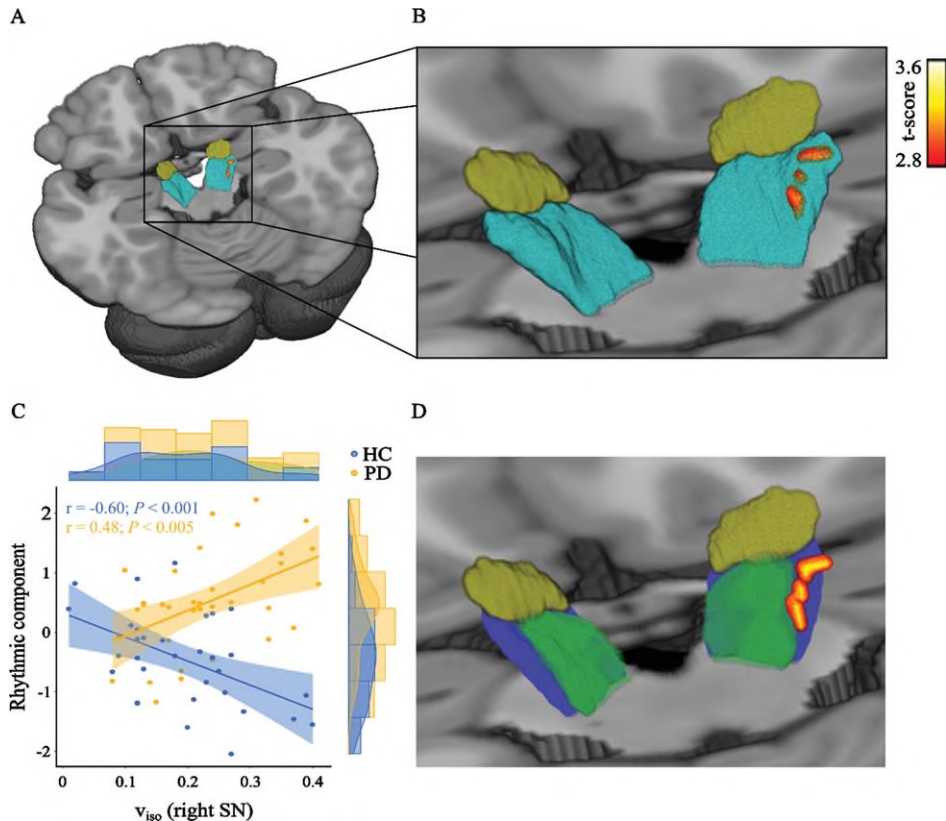 A
B
3.6
t-score
2.8
C
D
HC
PD
r = -0.60; P < 0.001
r = 0.48; P < 0.005
2
1
0
-1
-2
Rhythmic component
0 0.1 0.2 0.3 0.4
viso (right SN)